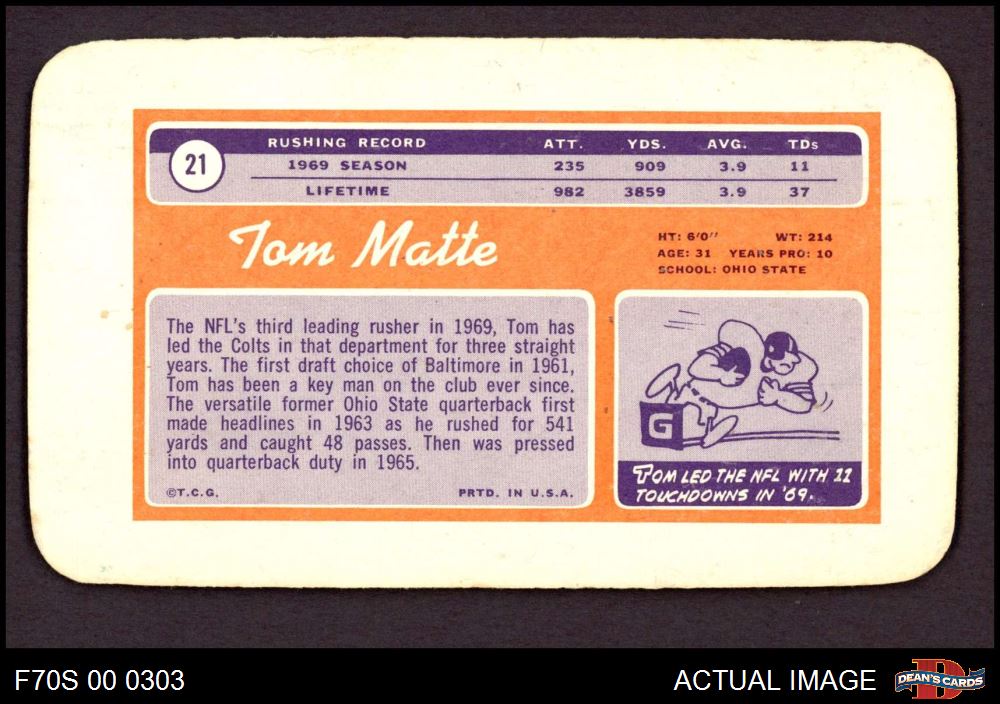 RUSHING RECORD ATT. YDS. AVG. TDs
21
1969 SEASON 235 909 3.9 11
LIFETIME 982 3859 3.9 37
Tom Matte
HT: 6'0" WT: 214
AGE: 31 YEARS PRO: 10
SCHOOL: OHIO STATE
The NFL's third leading rusher in 1969, Tom has
led the Colts in that department for three straight
years. The first draft choice of Baltimore in 1961,
Tom has been a key man on the club ever since.
The versatile former Ohio State quarterback first
made headlines in 1963 as he rushed for 541
yards and caught 48 passes. Then was pressed
into quarterback duty in 1965.
©T.C.G. PRTD. IN U.S.A.
G
TOM LED THE NFL WITH 11
TOUCHDOWNS IN '69.
F70S 00 0303
ACTUAL IMAGE
D
DEAN'S CARDS